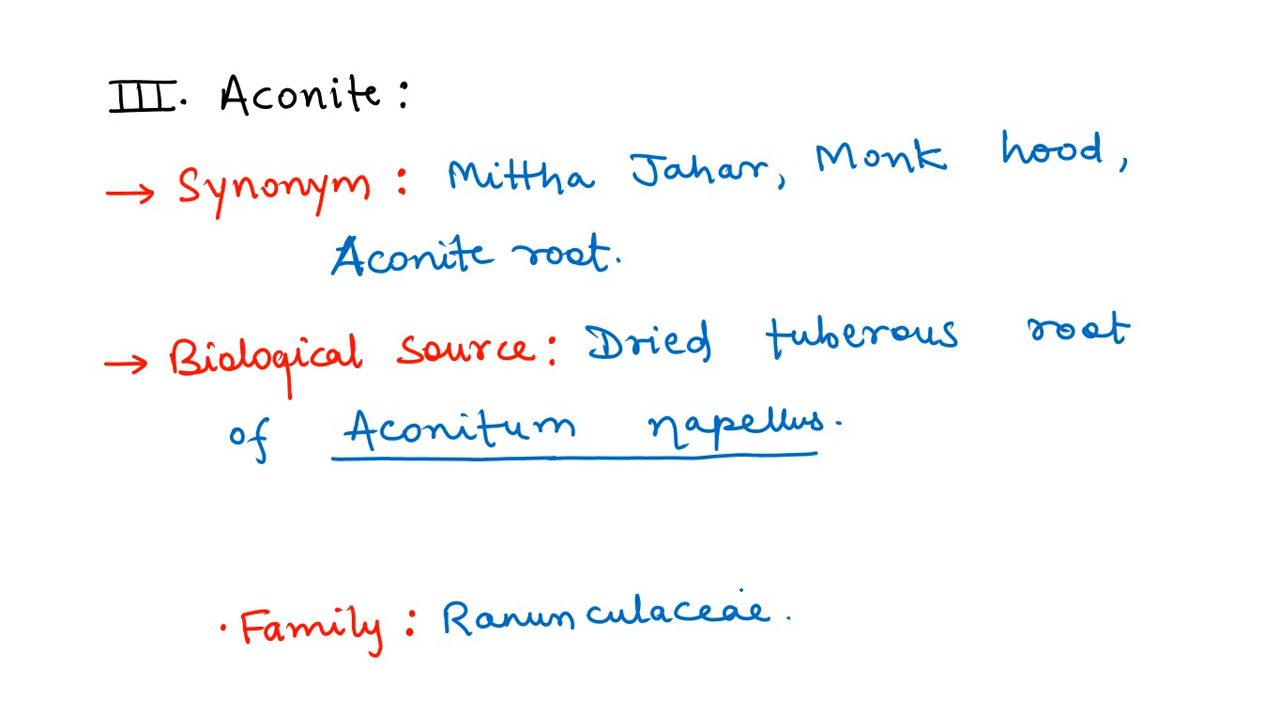 III. Aconite :
→ Synonym : Mittha Jahar, Monk hood,
Aconite root.
→ Biological source : Dried tuberous root
of Aconitum napellus.
· Family : Ranunculaceae.